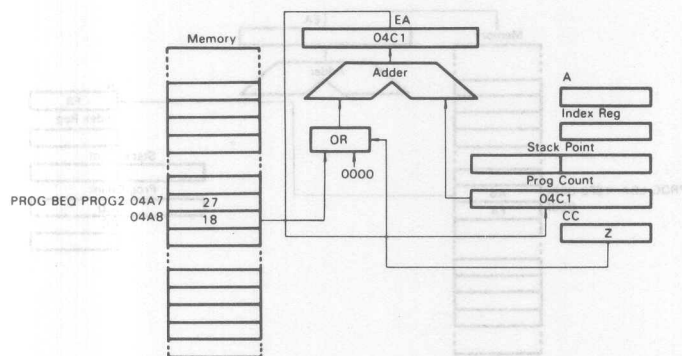 EA
Memory
04C1
Adder
A
Index Reg
OR
Stack Point
0000
Prog Count
PROG BEQ PROG2 04A7 27
04C1
04A8 18
CC
Z